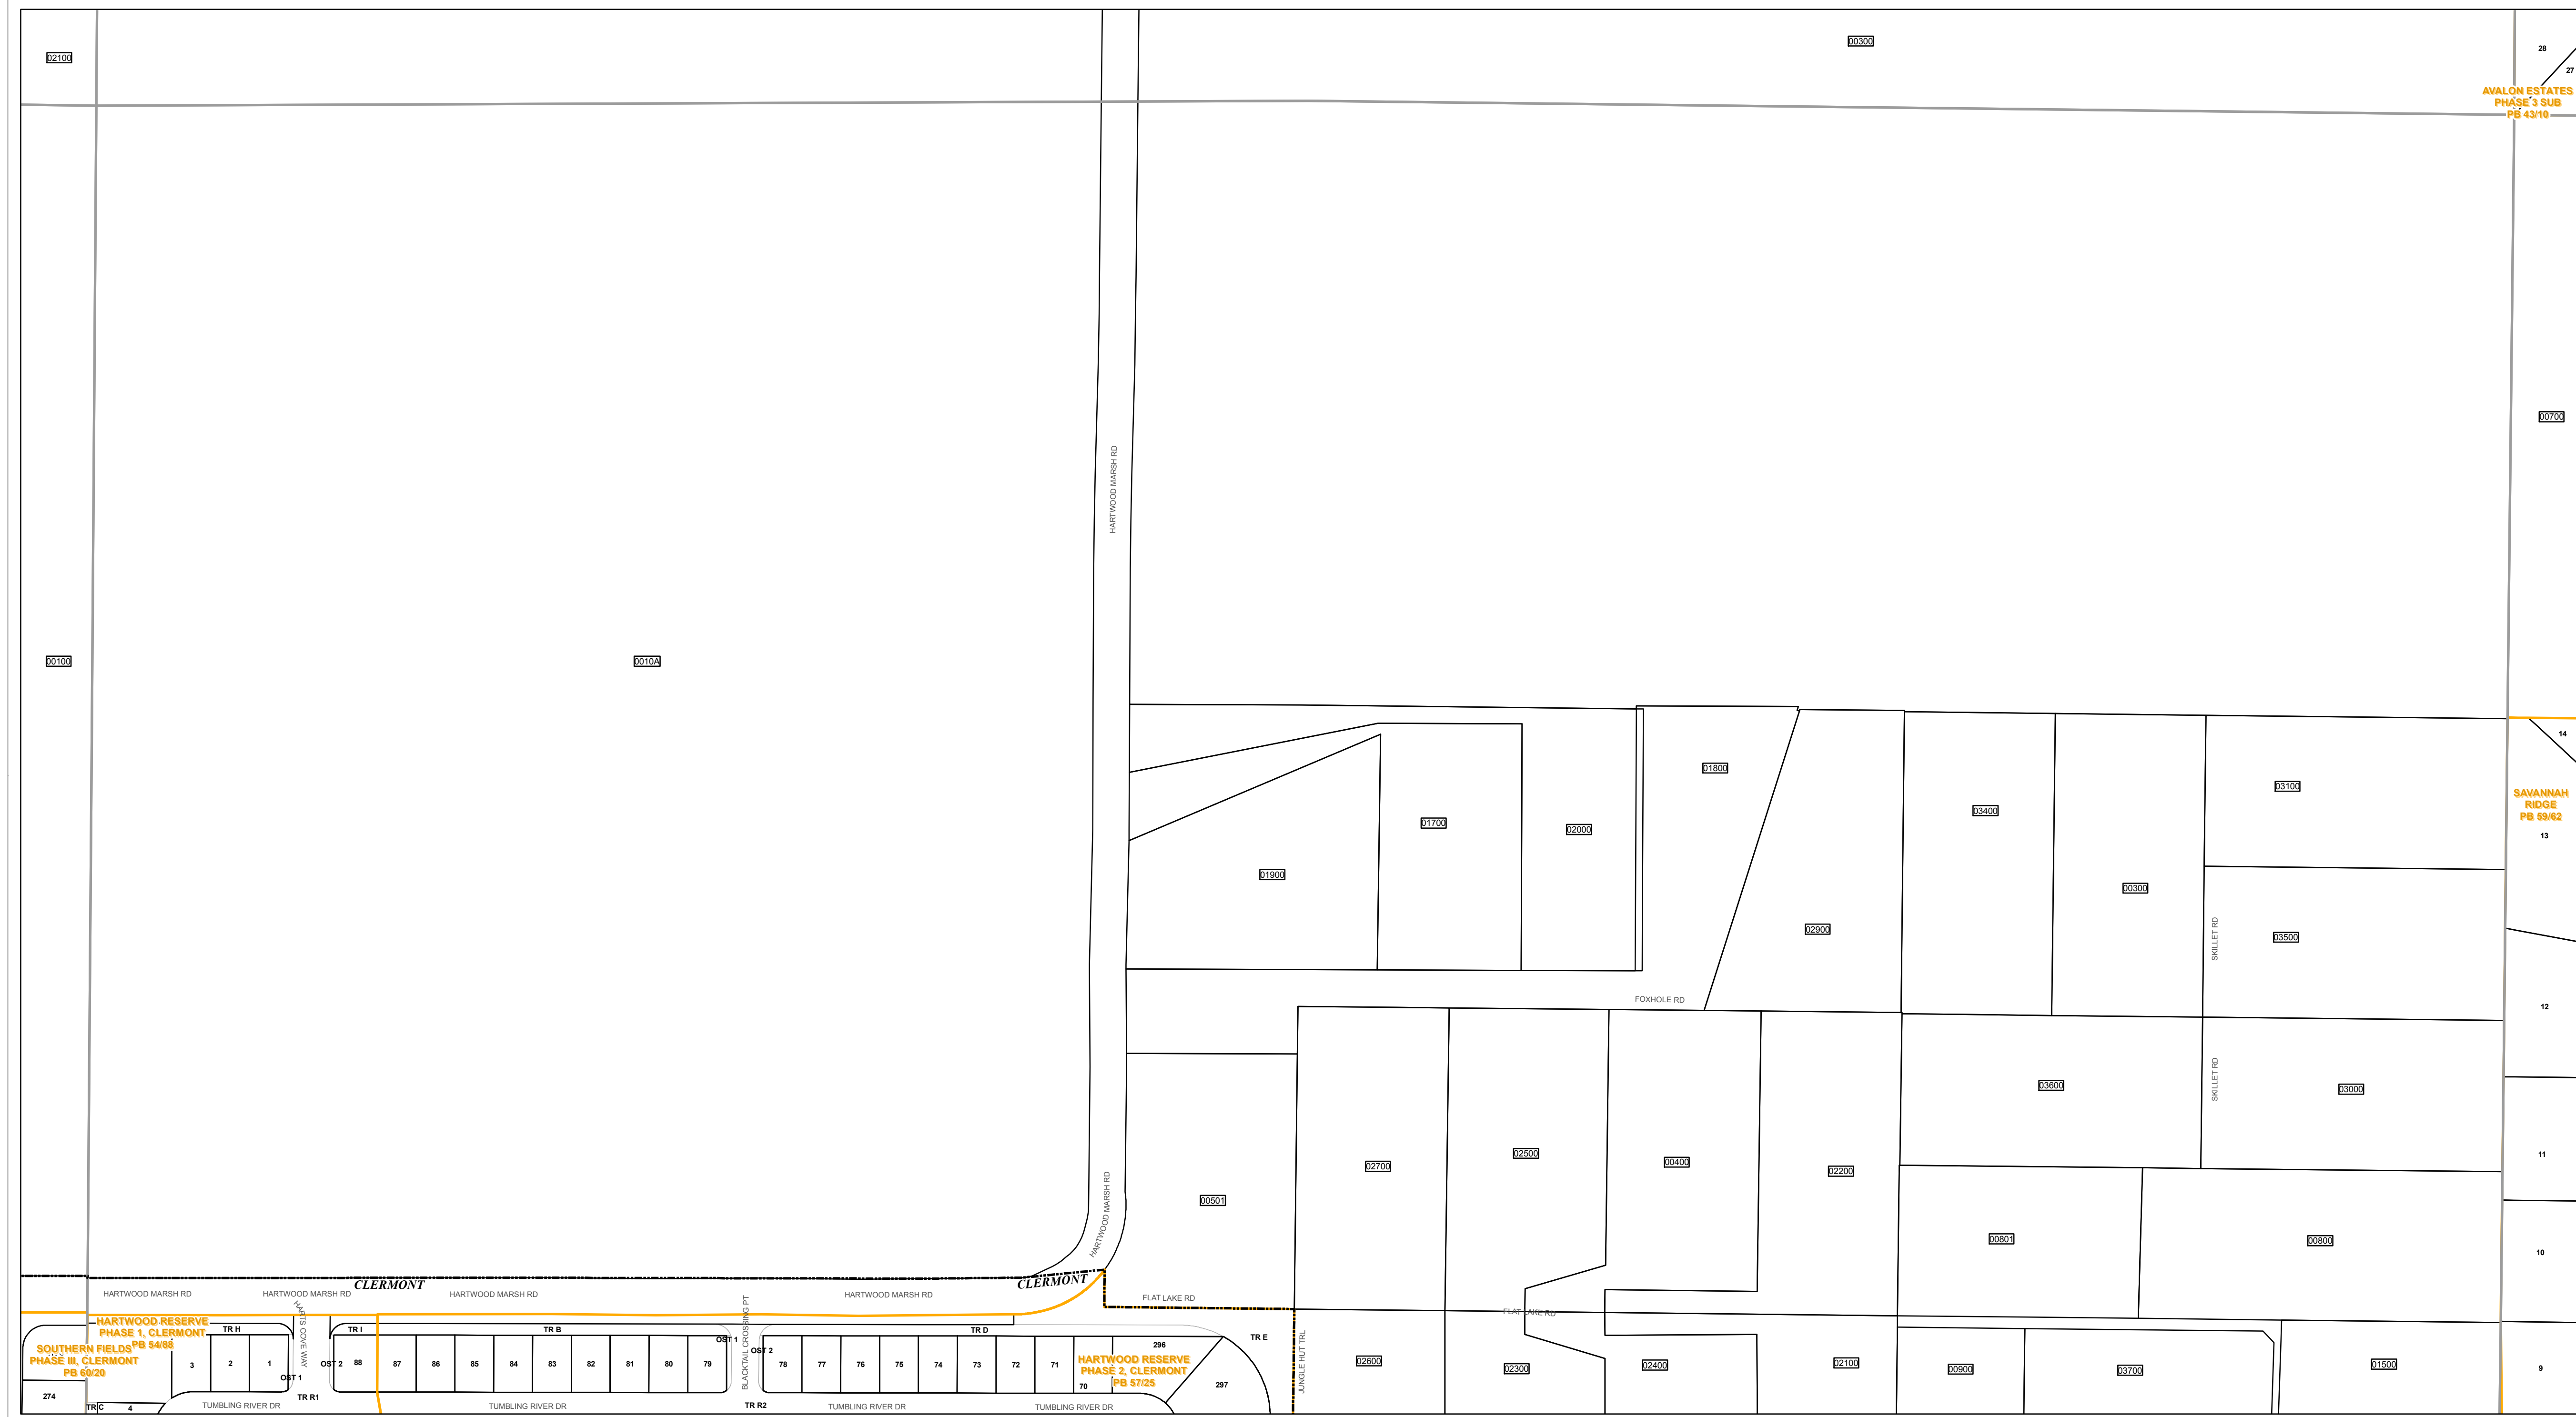 02100
00300
28
27
AVALON ESTATES
PHASE 3 SUB
PB 43/10
HARTWOOD MARSH RD
00700
00100
0010A
14
SAVANNAH
RIDGE
PB 59/62
13
03100
01800
03400
01700
02000
01900
00300
02900
SKILLET RD
03500
FOXHOLE RD
12
SKILLET RD
03600
03000
02700
02500
00400
02200
11
00501
HARTWOOD MARSH RD
00801
00800
10
CLERMONT
CLERMONT
HARTWOOD MARSH RD
HARTWOOD MARSH RD
HARTWOOD MARSH RD
HARTWOOD MARSH RD
FLAT LAKE RD
FLAT LAKE RD
HARTWOOD RESERVE
PHASE 1, CLERMONT
PB 54/88
TR H
HARTS COVE WAY
TR I
TR B
OST 1
BLACKTAIL CROSSING PT
OST 2
TR D
296
TR E
JUNGLE HUT TRL
SOUTHERN FIELDS
PHASE III, CLERMONT
PB 60/20
3
2
1
OST 2
88
87
86
85
84
83
82
81
80
79
78
77
76
75
74
73
72
71
HARTWOOD RESERVE
PHASE 2, CLERMONT
PB 57/25
70
297
02600
02300
02400
02100
00900
03700
01500
9
OST 1
274
TR C
4
TR R1
TUMBLING RIVER DR
TUMBLING RIVER DR
TR R2
TUMBLING RIVER DR
TUMBLING RIVER DR